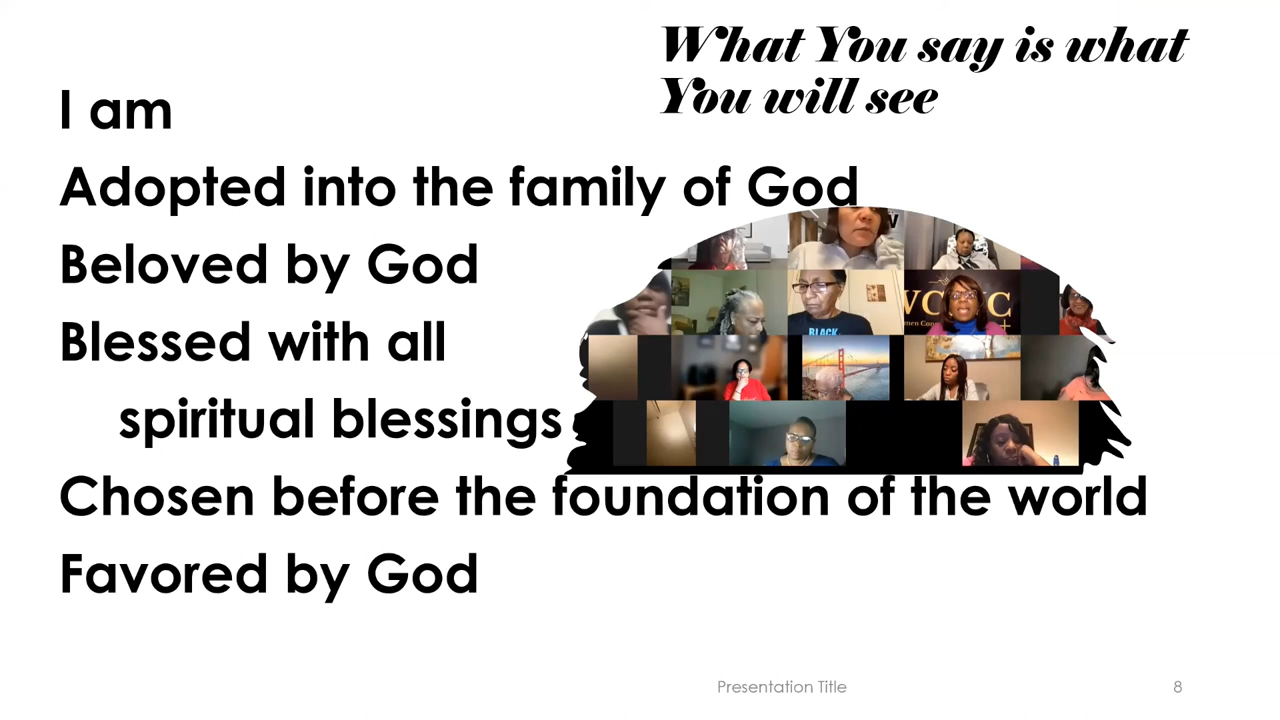 What You say is what
You will see
I am
Adopted into the family of God
Beloved by God
Blessed with all
spiritual blessings
Chosen before the foundation of the world
Favored by God
BLACK.
Presentation Title
8